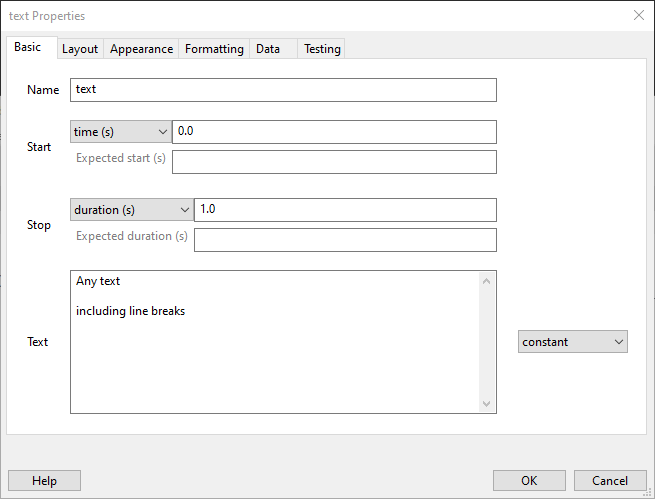 text Properties
Basic Layout Appearance Formatting Data Testing
Name text
Start time (s) 0.0
Expected start (s)
Stop duration (s) 1.0
Expected duration (s)
Any text
including line breaks
Text constant
Help OK Cancel